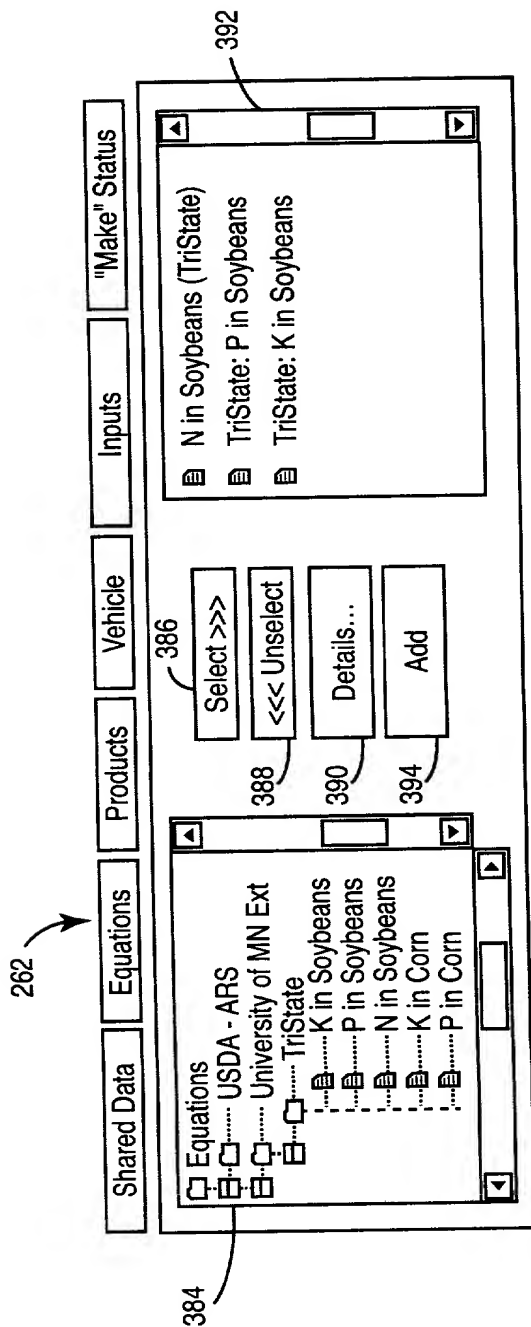 262
Shared Data
Equations
Products
Vehicle
Inputs
"Make" Status
384
Equations
USDA - ARS
University of MN Ext
TriState
K in Soybeans
P in Soybeans
N in Soybeans
K in Corn
P in Corn
386
Select >>>
<<< Unselect
388
Details...
390
Add
394
N in Soybeans (TriState)
TriState: P in Soybeans
TriState: K in Soybeans
392